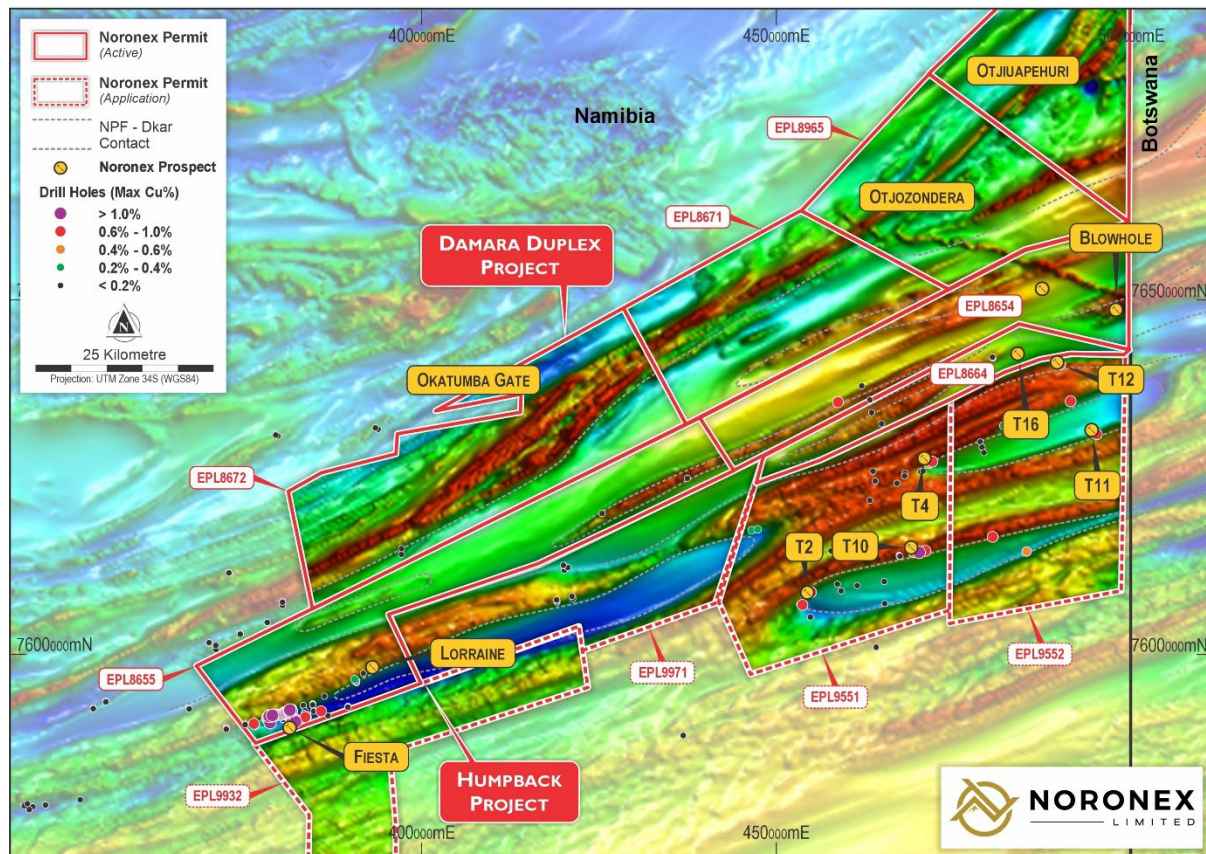 Noronex Permit
(Active)
Noronex Permit
(Application)
NPF - Dkar
Contact
Noronex Prospect
Drill Holes (Max Cu%)
> 1.0%
0.6% - 1.0%
0.4% - 0.6%
0.2% - 0.4%
< 0.2%
N
25 Kilometre
Projection: UTM Zone 34S (WGS84)
400000mE
450000mE
Namibia
Botswana
OTJIUAPEHURI
EPL8965
OTJOZONDERA
EPL8671
BLOWHOLE
DAMARA DUPLEX
PROJECT
7650000mN
EPL8654
OKATUMBA GATE
EPL8664
T12
T16
EPL8672
T4
T11
T2
T10
7600000mN
7600000mN
LORRAINE
EPL8655
EPL9971
EPL9552
EPL9551
FIESTA
HUMPBACK
PROJECT
EPL9932
400000mE
450000mE
NORONEX
LIMITED